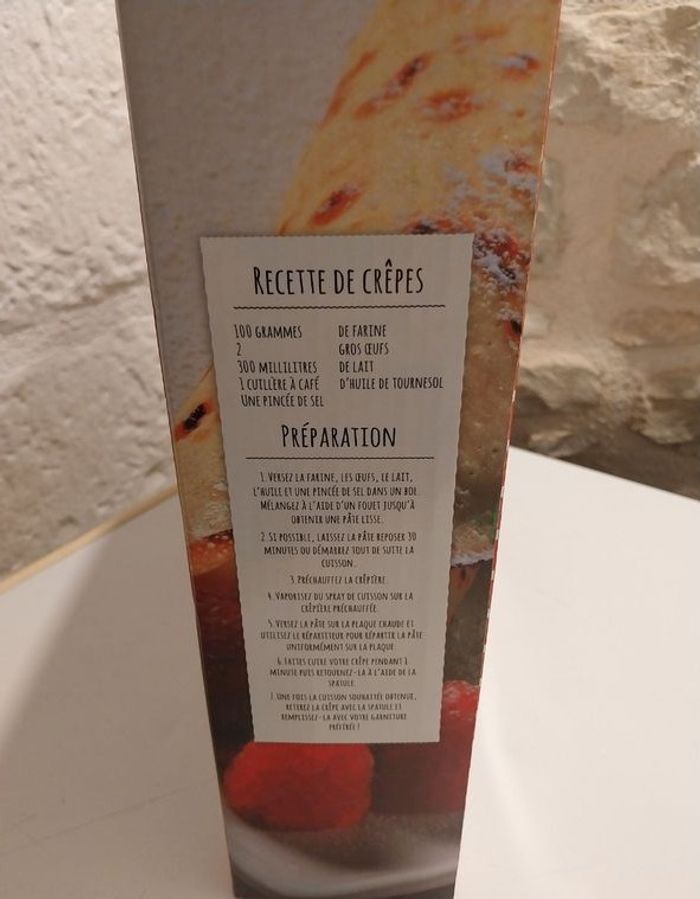 RECETTE DE CRÊPES
100 GRAMMES DE FARINE
2 GROS ŒUFS
300 MILLILITRES DE LAIT
1 CUILLÈRE À CAFÉ D'HUILE DE TOURNESOL
UNE PINCÉE DE SEL
PRÉPARATION
1. VERSEZ LA FARINE, LES ŒUFS, LE LAIT,
L'HUILE ET UNE PINCÉE DE SEL DANS UN BOL.
MÉLANGEZ À L'AIDE D'UN FOUET JUSQU'À
OBTENIR UNE PÂTE LISSE.
2. SI POSSIBLE, LAISSEZ LA PÂTE REPOSER 30
MINUTES OU DÉMARREZ TOUT DE SUITE LA
CUISSON.
3. PRÉCHAUFFEZ LA CRÊPIÈRE.
4. VAPORISEZ DU SPRAY DE CUISSON SUR LA
CRÊPIÈRE PRÉCHAUFFÉE.
5. VERSEZ LA PÂTE SUR LA PLAQUE CHAUDE ET
UTILISEZ LE RÉPARTITEUR POUR RÉPARTIR LA PÂTE
UNIFORMÉMENT SUR LA PLAQUE
6. FAITES CUIRE VOTRE CRÊPE PENDANT 1
MINUTE PUIS RETOURNEZ-LA À L'AIDE DE LA
SPATULE.
7. UNE FOIS LA CUISSON SOUHAITÉE OBTENUE,
RETIREZ LA CRÊPE AVEC LA SPATULE ET
REMPLISSEZ-LA AVEC VOTRE GARNITURE
PRÉFÉRÉE !